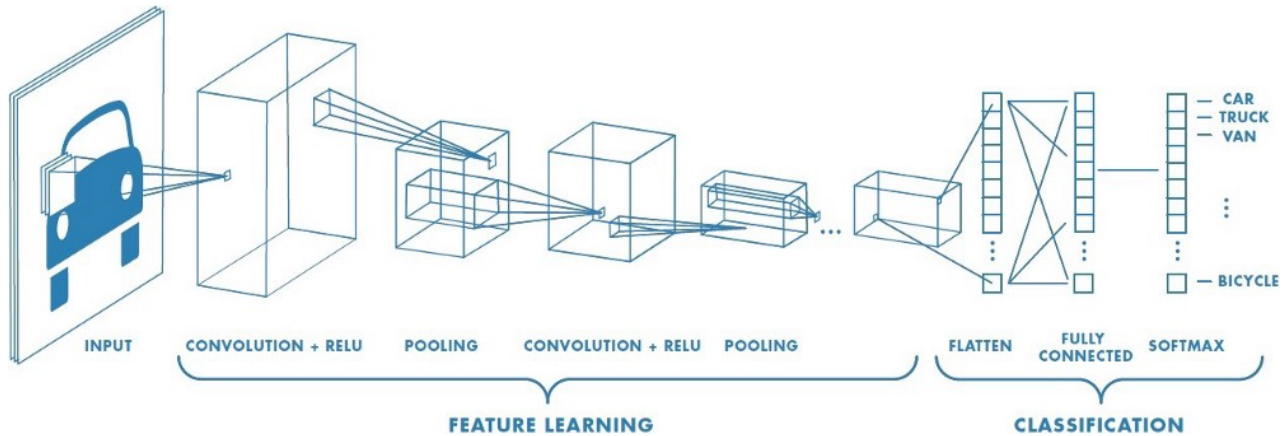 CAR
TRUCK
VAN
BICYCLE
INPUT
CONVOLUTION + RELU
POOLING
CONVOLUTION + RELU
POOLING
FLATTEN
FULLY
CONNECTED
SOFTMAX
FEATURE LEARNING
CLASSIFICATION